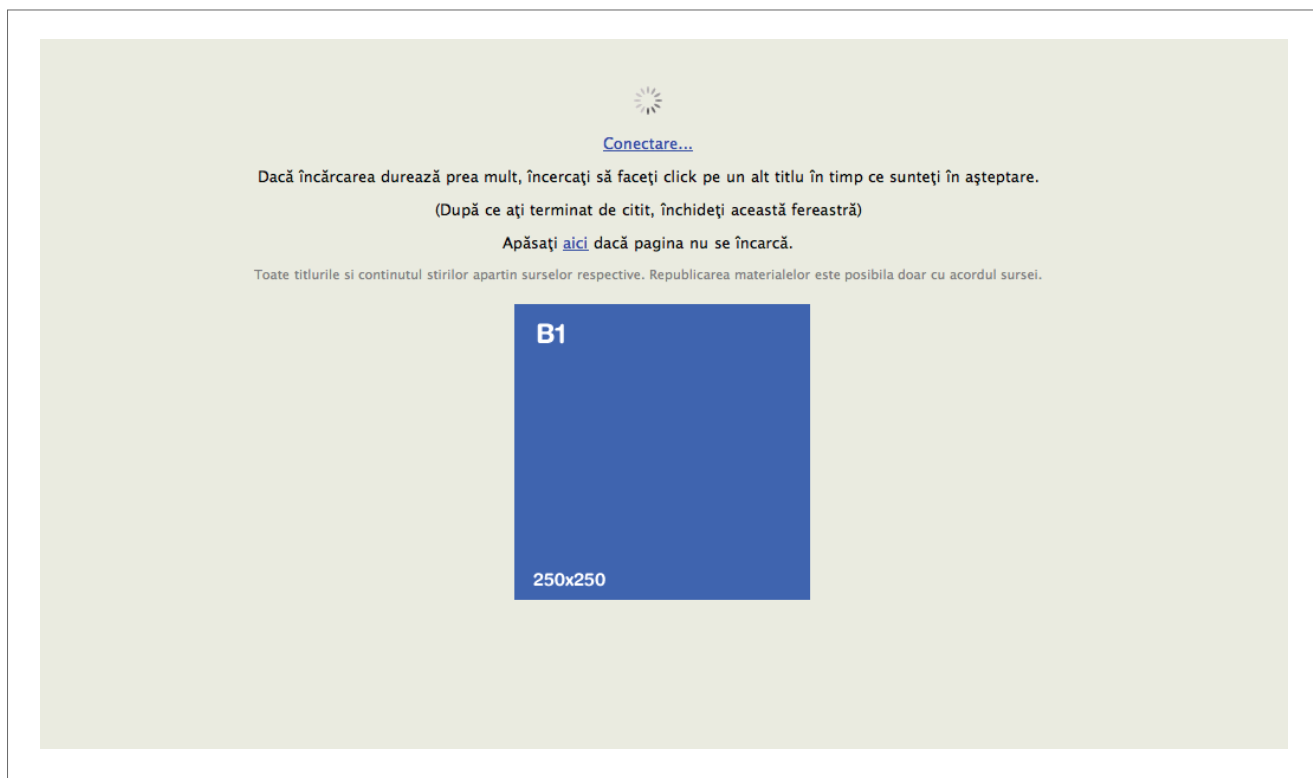 Conectare...
Dacă încărcarea durează prea mult, încercaţi să faceţi click pe un alt titlu în timp ce sunteţi în aşteptare.
(După ce aţi terminat de citit, închideţi această fereastră)
Apăsaţi aici dacă pagina nu se încarcă.
Toate titlurile si continutul stirilor apartin surselor respective. Republicarea materialelor este posibila doar cu acordul sursei.
B1
250x250